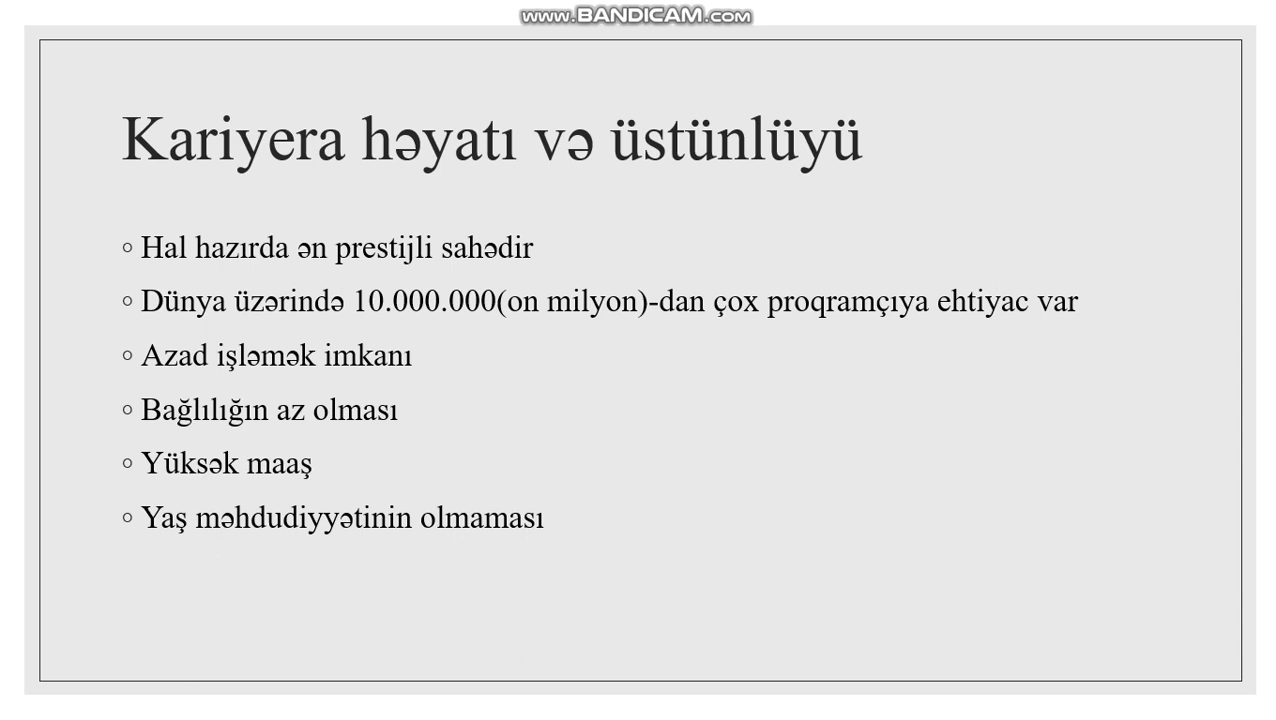 www.BANDICAM.com
Kariyera həyatı və üstünlüyü
◦ Hal hazırda ən prestijli sahədir
◦ Dünya üzərində 10.000.000(on milyon)-dan çox proqramçıya ehtiyac var
◦ Azad işləmək imkanı
◦ Bağlılığın az olması
◦ Yüksək maaş
◦ Yaş məhdudiyyətinin olmaması